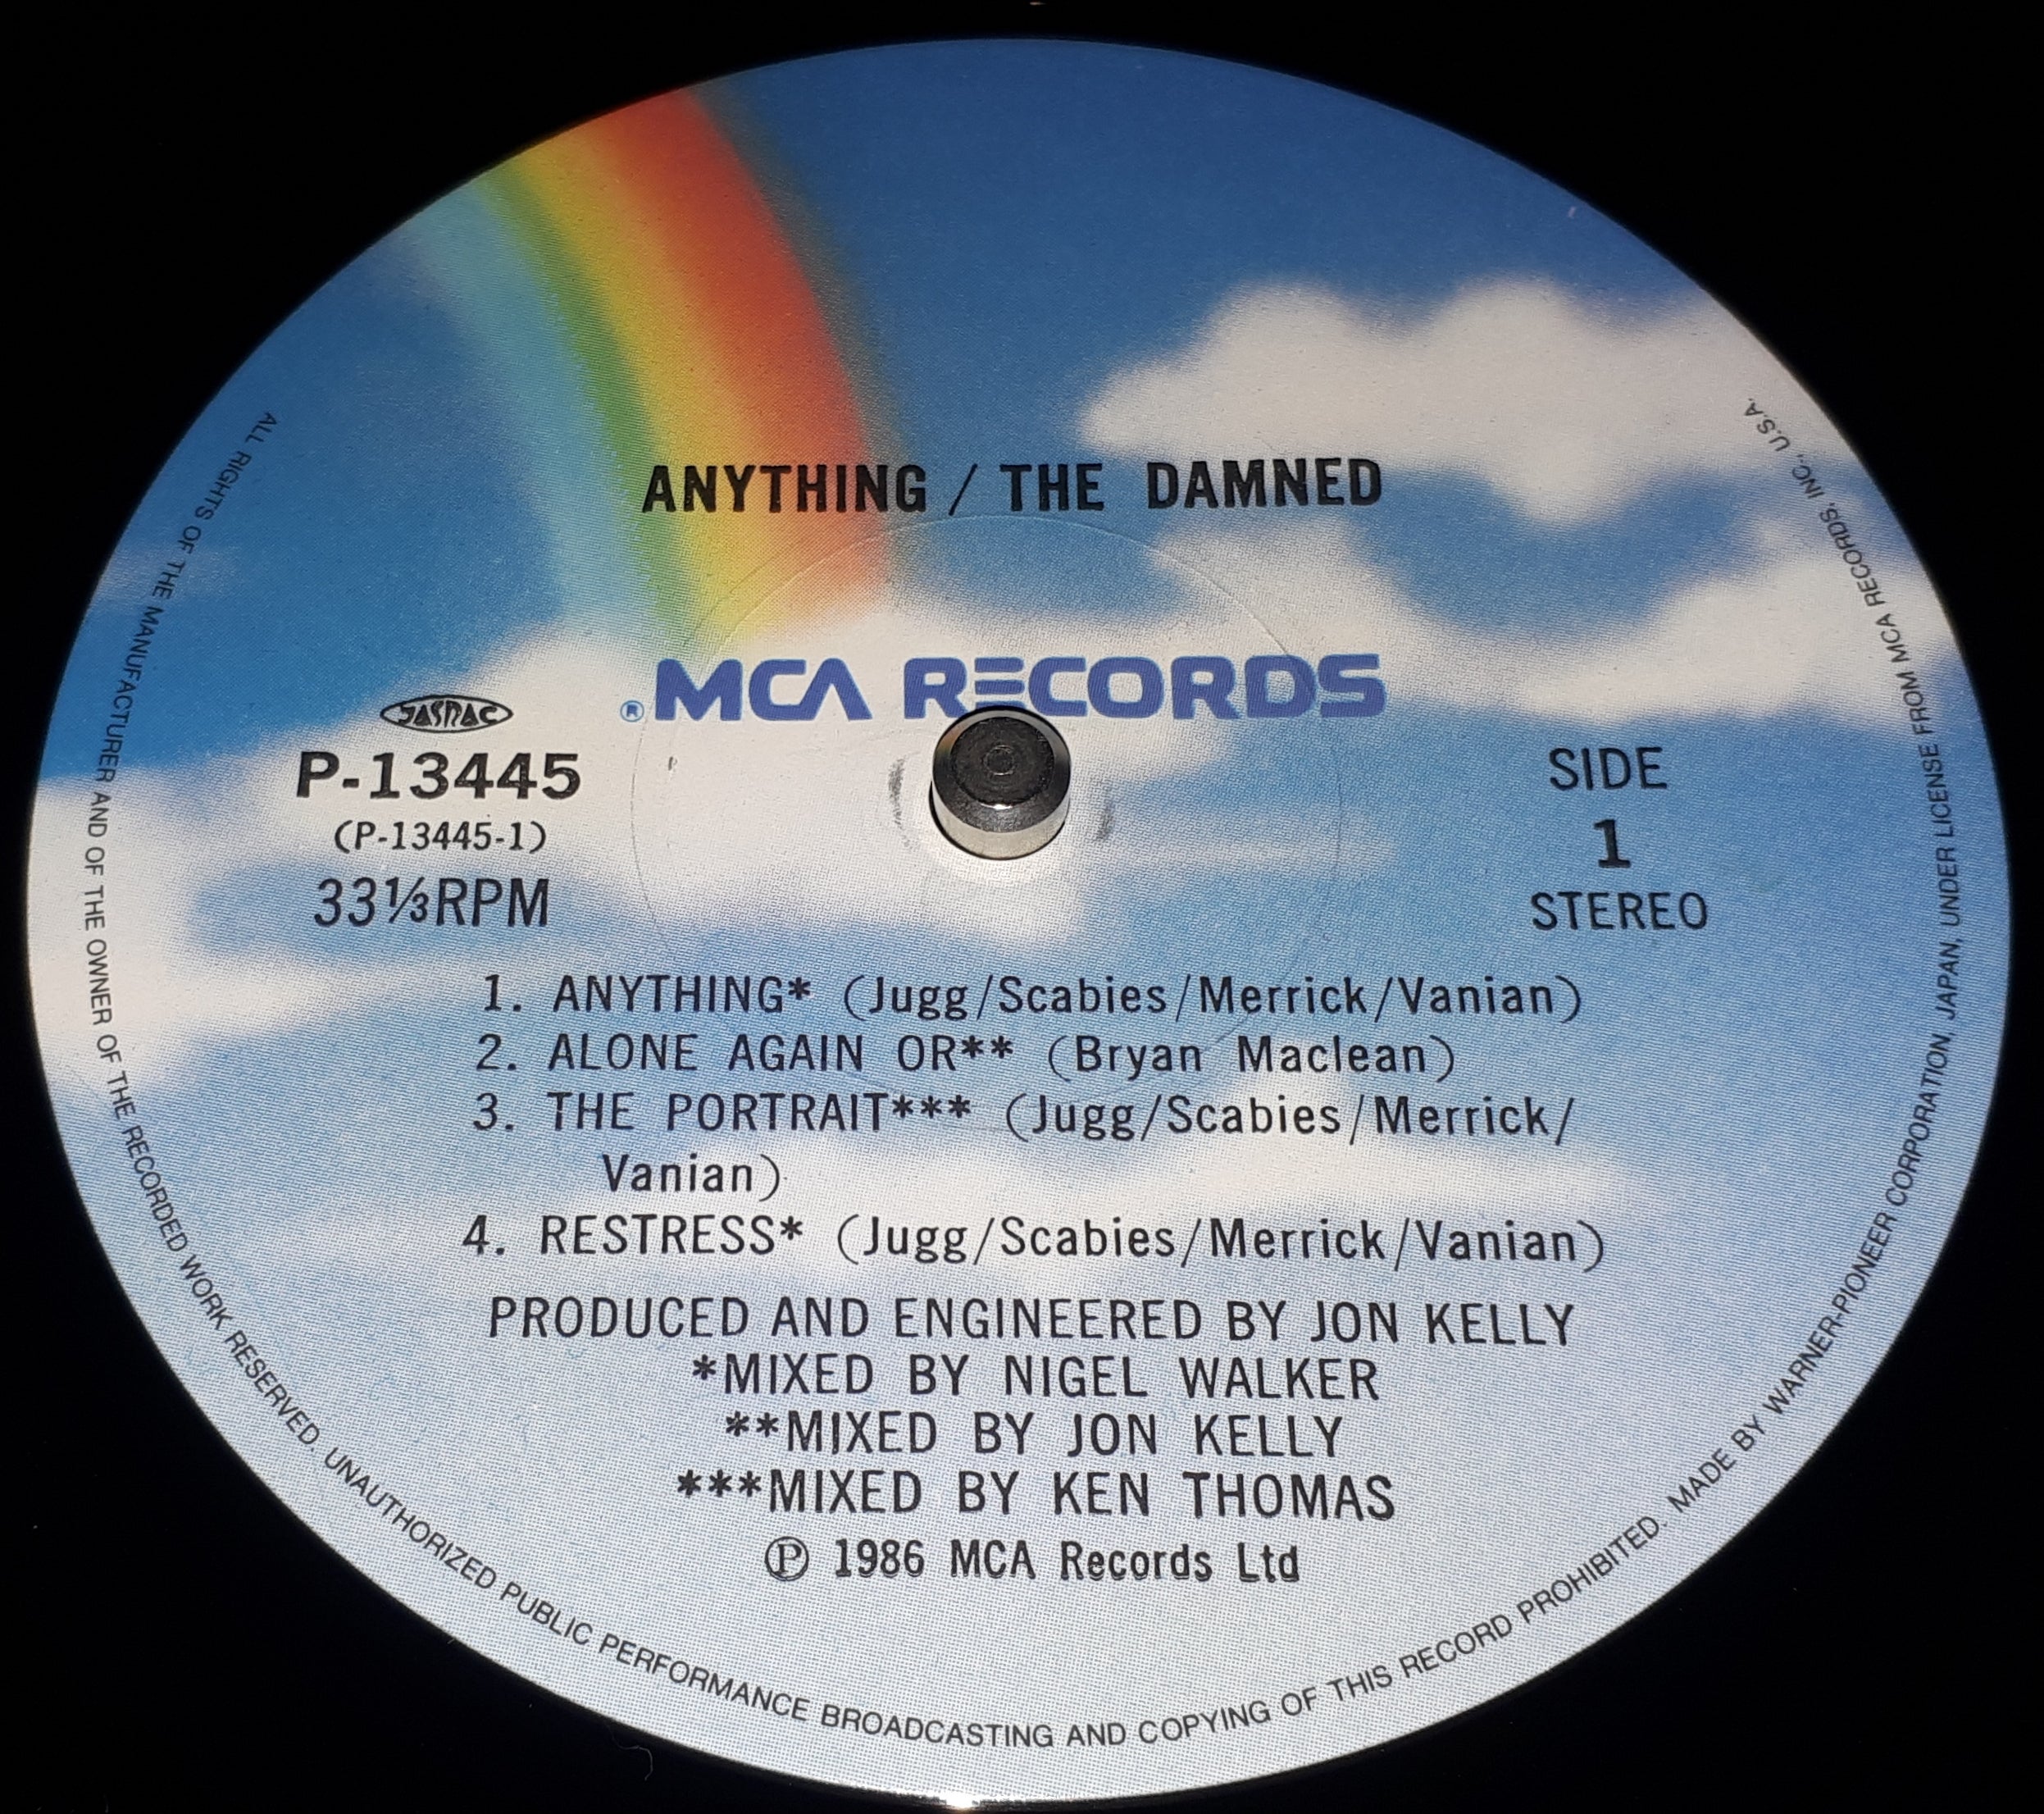 ANYTHING / THE DAMNED
® MCA RECORDS
JASRAC
P-13445
(P-13445-1)
33⅓RPM
SIDE
1
STEREO
1. ANYTHING* (Jugg/Scabies/Merrick/Vanian)
2. ALONE AGAIN OR** (Bryan Maclean)
3. THE PORTRAIT*** (Jugg/Scabies/Merrick/
Vanian)
4. RESTRESS* (Jugg/Scabies/Merrick/Vanian)
PRODUCED AND ENGINEERED BY JON KELLY
*MIXED BY NIGEL WALKER
**MIXED BY JON KELLY
***MIXED BY KEN THOMAS
Ⓟ 1986 MCA Records Ltd
ALL RIGHTS OF THE MANUFACTURER AND OF THE OWNER OF THE RECORDED WORK RESERVED. UNAUTHORIZED PUBLIC PERFORMANCE BROADCASTING AND COPYING OF THIS RECORD PROHIBITED. MADE BY WARNER-PIONEER CORPORATION, JAPAN, UNDER LICENSE FROM MCA RECORDS, INC., U.S.A.